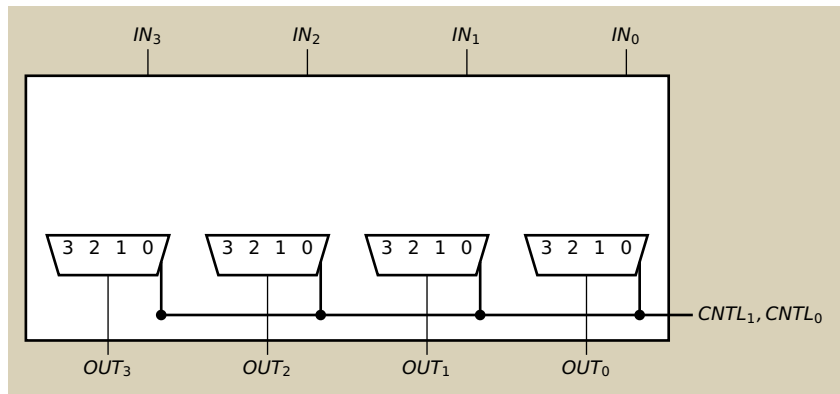 IN₃ IN₂ IN₁ IN₀
3 2 1 0 3 2 1 0 3 2 1 0 3 2 1 0
CNTL₁, CNTL₀
OUT₃ OUT₂ OUT₁ OUT₀